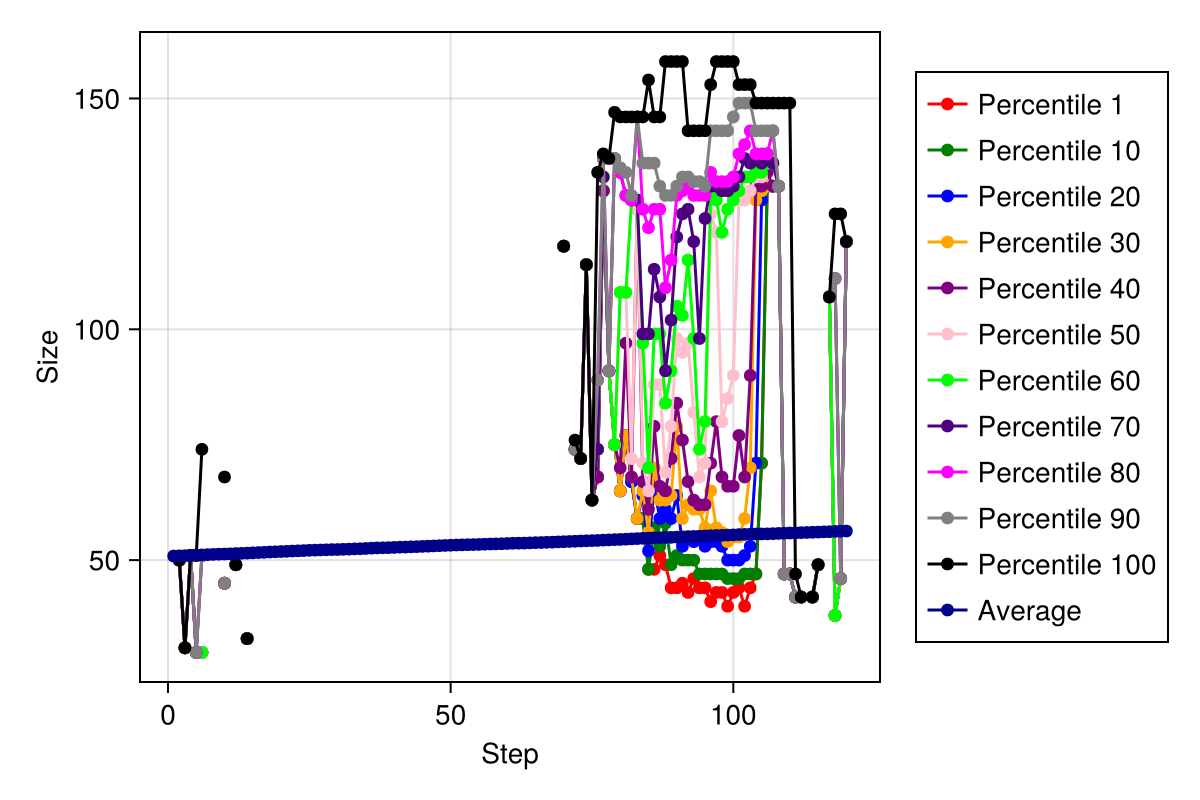 150
100
50
0
50
100
Size
Step
Percentile 1
Percentile 10
Percentile 20
Percentile 30
Percentile 40
Percentile 50
Percentile 60
Percentile 70
Percentile 80
Percentile 90
Percentile 100
Average